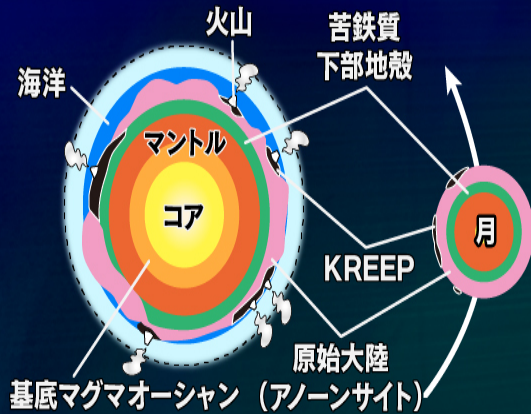 火山
苦鉄質
下部地殻
海洋
マントル
コア
月
KREEP
原始大陸
(アノーンサイト)
基底マグマオーシャン